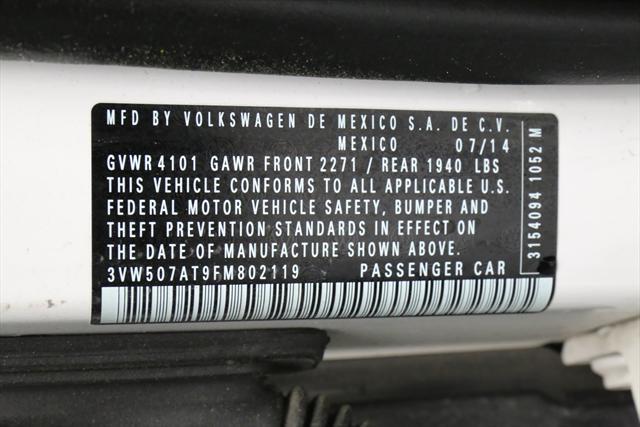 MFD BY VOLKSWAGEN DE MEXICO S.A. DE C.V.
MEXICO 07/14
GVWR 4101 GAWR FRONT 2271 / REAR 1940 LBS
THIS VEHICLE CONFORMS TO ALL APPLICABLE U.S.
FEDERAL MOTOR VEHICLE SAFETY, BUMPER AND
THEFT PREVENTION STANDARDS IN EFFECT ON
THE DATE OF MANUFACTURE SHOWN ABOVE.
3VW507AT9FM802119 PASSENGER CAR
3154094 1052 M